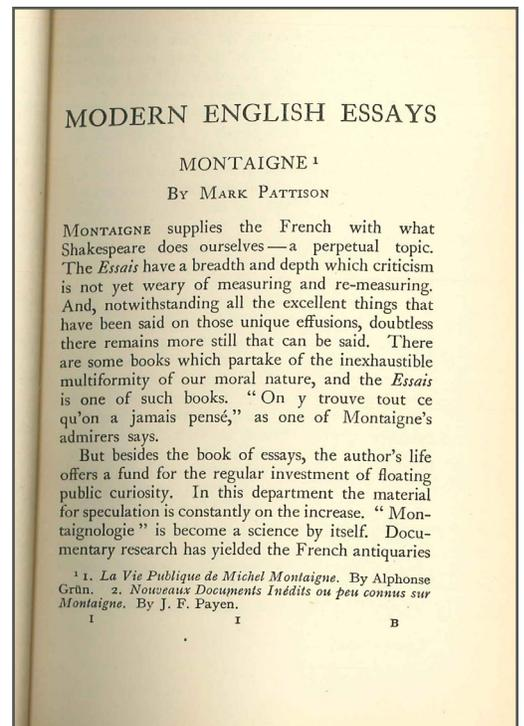 MODERN ENGLISH ESSAYS
MONTAIGNE ¹
By Mark Pattison
Montaigne supplies the French with what
Shakespeare does ourselves—a perpetual topic.
The Essais have a breadth and depth which criticism
is not yet weary of measuring and re-measuring.
And, notwithstanding all the excellent things that
have been said on those unique effusions, doubtless
there remains more still that can be said. There
are some books which partake of the inexhaustible
multiformity of our moral nature, and the Essais
is one of such books. “On y trouve tout ce
qu’on a jamais pensé,” as one of Montaigne’s
admirers says.
But besides the book of essays, the author’s life
offers a fund for the regular investment of floating
public curiosity. In this department the material
for speculation is constantly on the increase. “Mon-
taignologie” is become a science by itself. Docu-
mentary research has yielded the French antiquaries
¹ 1. La Vie Publique de Michel Montaigne. By Alphonse
Grün. 2. Nouveaux Documents Inédits ou peu connus sur
Montaigne. By J. F. Payen.
I I B